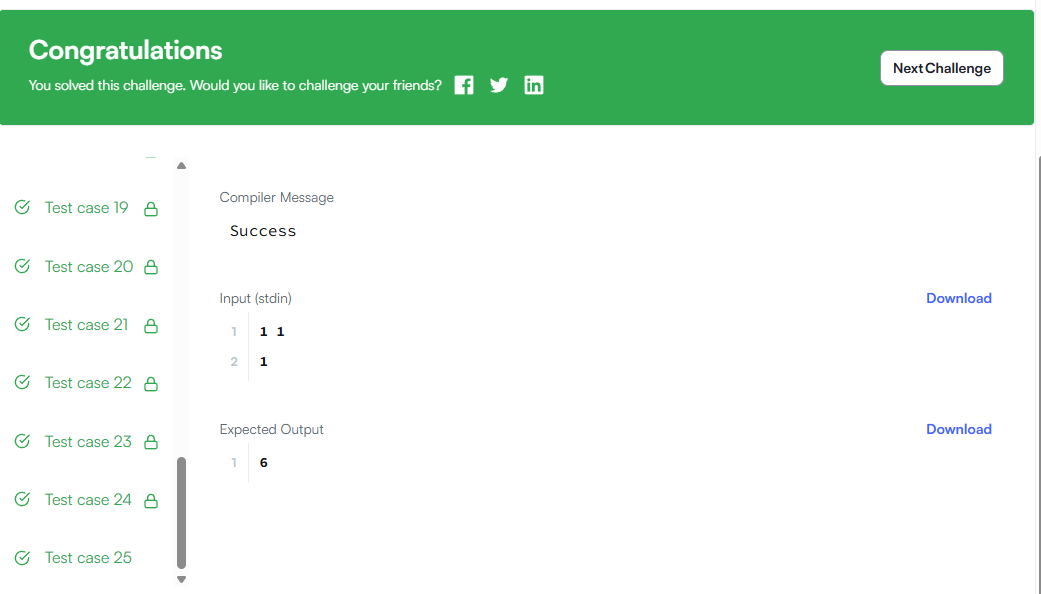 Congratulations
You solved this challenge. Would you like to challenge your friends?
Next Challenge
Test case 19
Test case 20
Test case 21
Test case 22
Test case 23
Test case 24
Test case 25
Compiler Message
Success
Input (stdin)
Download
1 1 1
2 1
Expected Output
Download
1 6